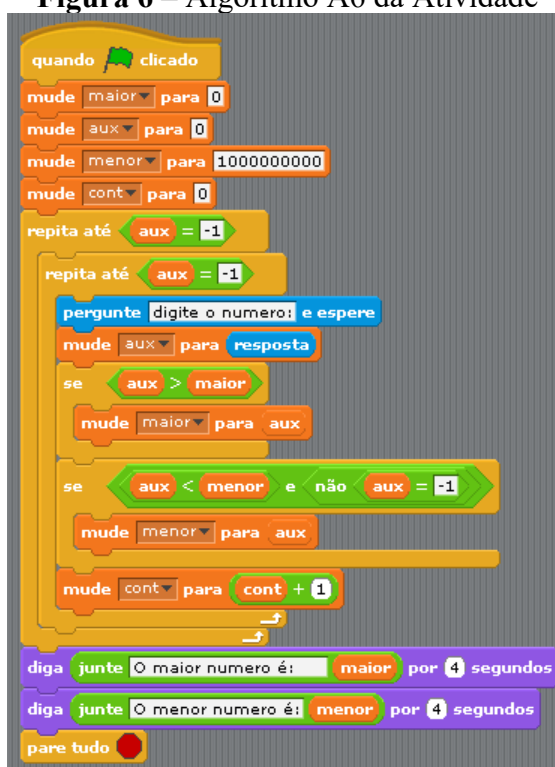 Figura 6 – Algoritmo A6 da Atividade
quando clicado
mude maior para 0
mude aux para 0
mude menor para 1000000000
mude cont para 0
repita até aux = -1
repita até aux = -1
pergunte digite o numero: e espere
mude aux para resposta
se aux > maior
mude maior para aux
se aux < menor e não aux = -1
mude menor para aux
mude cont para cont + 1
diga junte O maior numero é: maior por 4 segundos
diga junte O menor numero é: menor por 4 segundos
pare tudo